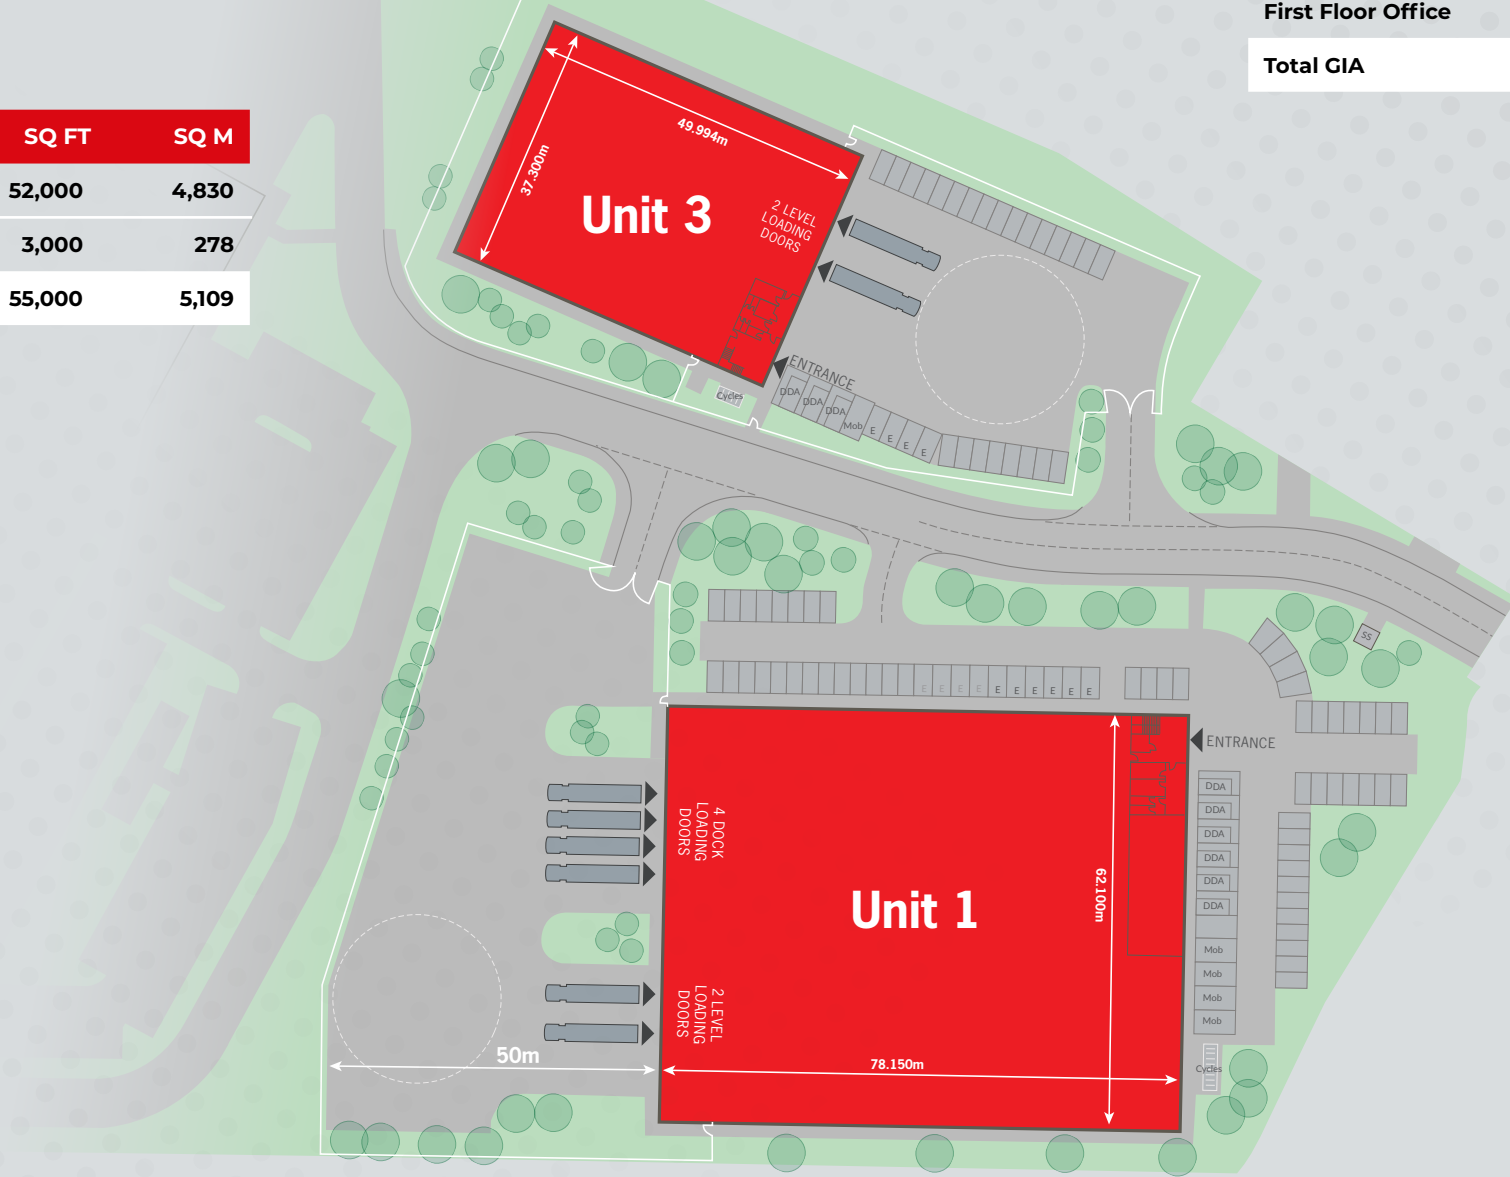 First Floor Office
Total GIA
SQ FT SQ M
52,000 4,830
3,000 278
55,000 5,109
49.994m
37.300m
Unit 3
2 LEVEL
LOADING
DOORS
ENTRANCE
DDA
DDA
DDA
Mob
E
E
E
E
Cycles
SS
E E E E E E E E E E
ENTRANCE
DDA
DDA
DDA
DDA
DDA
DDA
Mob
Mob
Mob
Mob
Cycles
4 DOCK
LOADING
DOORS
2 LEVEL
LOADING
DOORS
Unit 1
62.100m
78.150m
50m